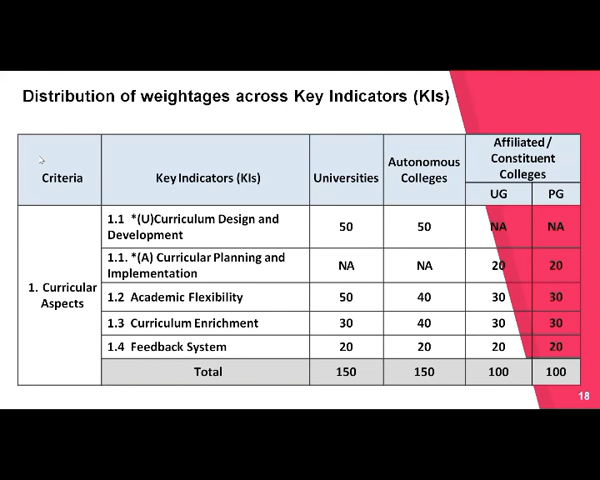 Distribution of weightages across Key Indicators (KIs)
Criteria Key Indicators (KIs) Universities Autonomous Colleges Affiliated / Constituent Colleges
UG PG
1. Curricular Aspects
1.1 *(U)Curriculum Design and Development 50 50 NA NA
1.1. *(A) Curricular Planning and Implementation NA NA 20 20
1.2 Academic Flexibility 50 40 30 30
1.3 Curriculum Enrichment 30 40 30 30
1.4 Feedback System 20 20 20 20
Total 150 150 100 100
18